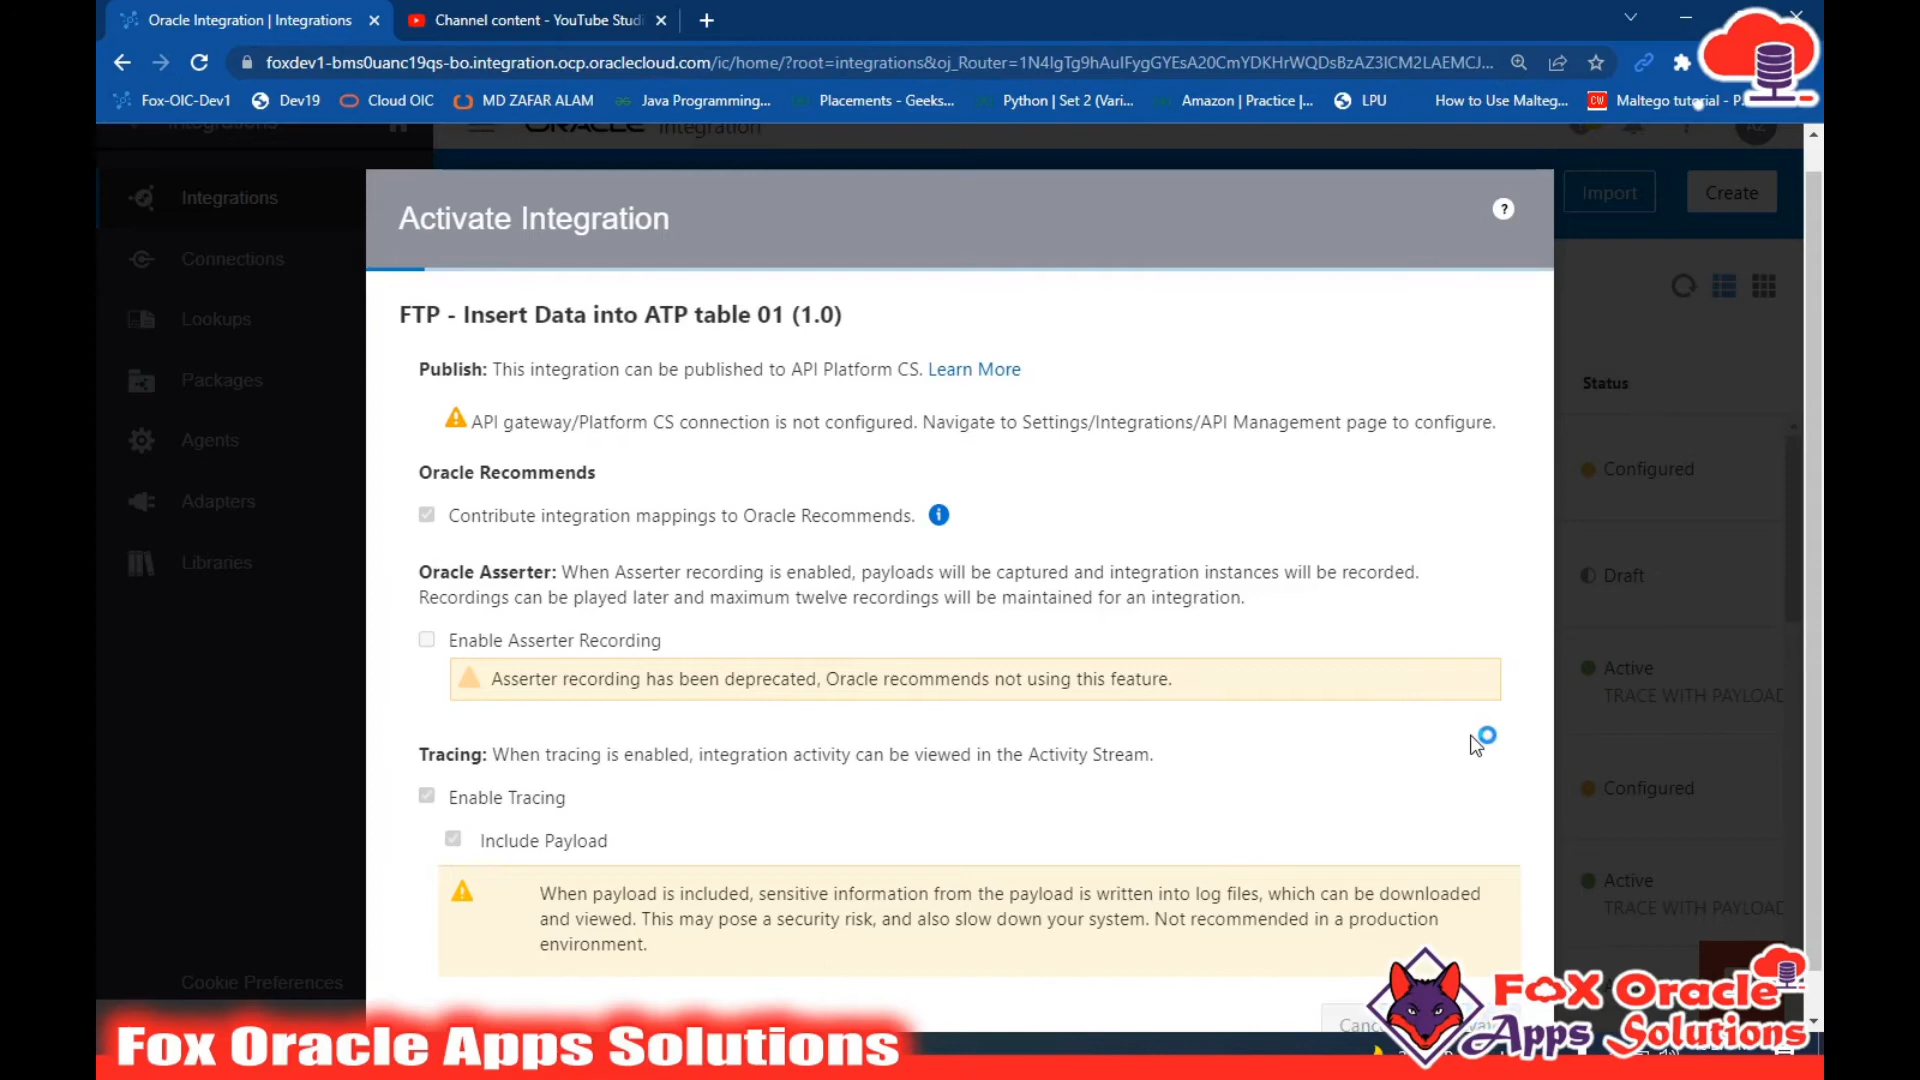 Oracle Integration | Integrations
Channel content - YouTube Stud
foxdev1-bms0uanc19qs-bo.integration.ocp.oraclecloud.com/ic/home/?root=integrations&oj_Router=1N4IgTg9hAuIFygGYEsA20CmYDKHrWQDsBzAZ3ICM2LAEMCJ...
Fox-OIC-Dev1
Dev19
Cloud OIC
MD ZAFAR ALAM
Java Programming...
Placements - Geeks...
Python | Set 2 (Vari...
Amazon | Practice |...
LPU
How to Use Malteg...
CW
Maltego tutorial - P...
Integrations
ORACLE Integration
Integrations
Connections
Lookups
Packages
Agents
Adapters
Libraries
Cookie Preferences
Import
Create
Activate Integration
?
FTP - Insert Data into ATP table 01 (1.0)
Publish: This integration can be published to API Platform CS. Learn More
API gateway/Platform CS connection is not configured. Navigate to Settings/Integrations/API Management page to configure.
Oracle Recommends
Contribute integration mappings to Oracle Recommends.
Oracle Asserter: When Asserter recording is enabled, payloads will be captured and integration instances will be recorded.
Recordings can be played later and maximum twelve recordings will be maintained for an integration.
Enable Asserter Recording
Asserter recording has been deprecated, Oracle recommends not using this feature.
Tracing: When tracing is enabled, integration activity can be viewed in the Activity Stream.
Enable Tracing
Include Payload
When payload is included, sensitive information from the payload is written into log files, which can be downloaded
and viewed. This may pose a security risk, and also slow down your system. Not recommended in a production
environment.
Status
Configured
Draft
Active
TRACE WITH PAYLOAD
Configured
Active
TRACE WITH PAYLOAD
Fox Oracle Apps Solutions
FOX Oracle
Apps Solutions